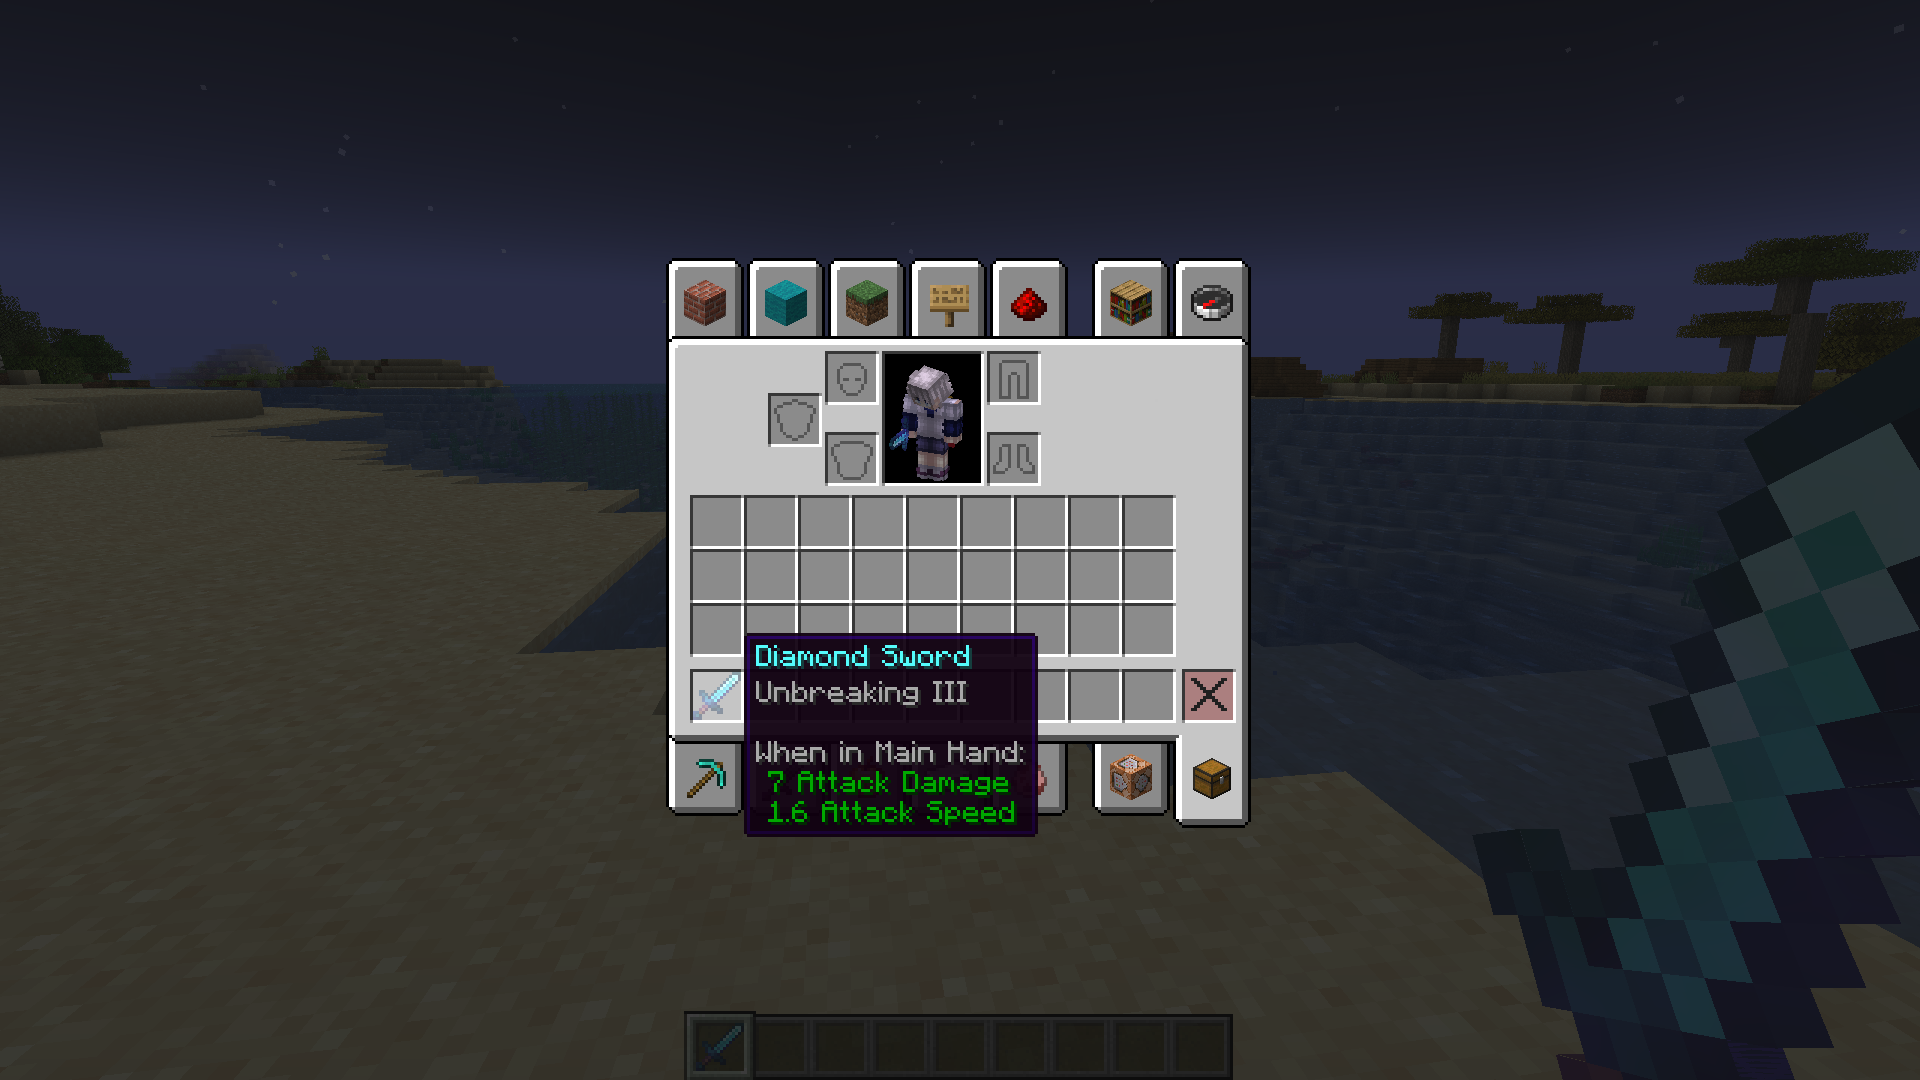 Diamond Sword
Unbreaking III
When in Main Hand:
7 Attack Damage
1.6 Attack Speed